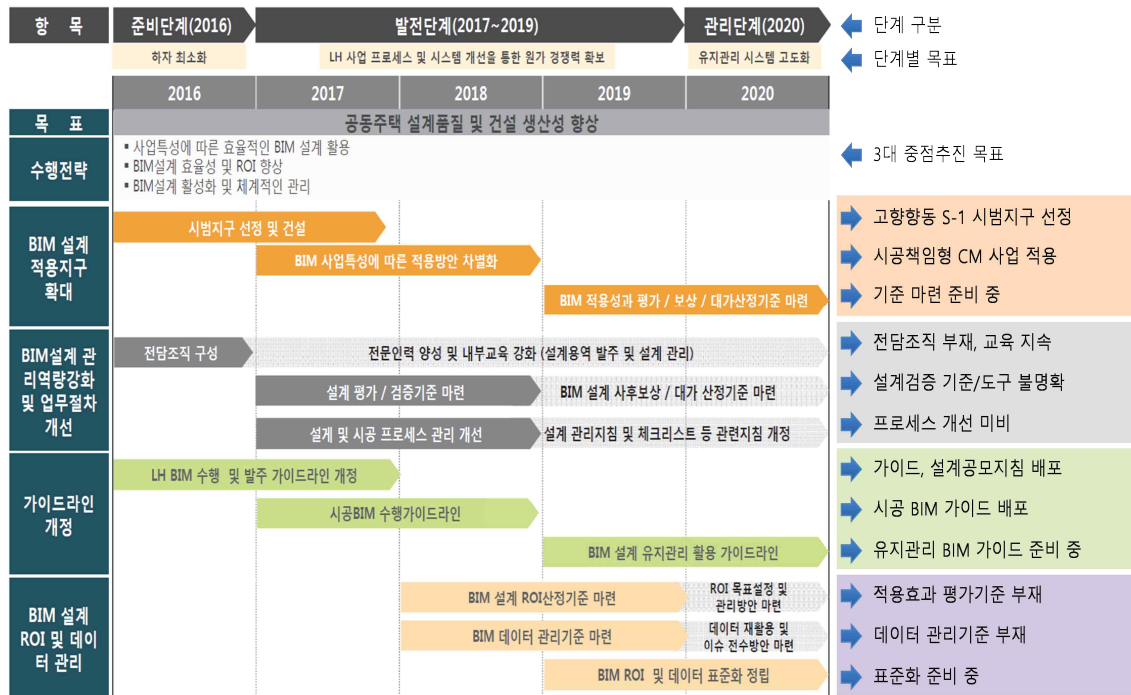 항 목
준비단계(2016)
발전단계(2017~2019)
관리단계(2020)
단계 구분
하자 최소화
LH 사업 프로세스 및 시스템 개선을 통한 원가 경쟁력 확보
유지관리 시스템 고도화
단계별 목표
2016
2017
2018
2019
2020
목 표
공동주택 설계품질 및 건설 생산성 향상
수행전략
▪ 사업특성에 따른 효율적인 BIM 설계 활용
▪ BIM설계 효율성 및 ROI 향상
▪ BIM설계 활성화 및 체계적인 관리
3대 중점추진 목표
BIM 설계
적용지구
확대
시범지구 선정 및 건설
고향향동 S-1 시범지구 선정
BIM 사업특성에 따른 적용방안 차별화
시공책임형 CM 사업 적용
BIM 적용성과 평가 / 보상 / 대가산정기준 마련
기준 마련 준비 중
BIM설계 관
리역량강화
및 업무절차
개선
전담조직 구성
전문인력 양성 및 내부교육 강화 (설계용역 발주 및 설계 관리)
전담조직 부재, 교육 지속
설계 평가 / 검증기준 마련
BIM 설계 사후보상 / 대가 산정기준 마련
설계검증 기준/도구 불명확
설계 및 시공 프로세스 관리 개선
설계 관리지침 및 체크리스트 등 관련지침 개정
프로세스 개선 미비
가이드라인
개정
LH BIM 수행 및 발주 가이드라인 개정
가이드, 설계공모지침 배포
시공BIM 수행가이드라인
시공 BIM 가이드 배포
BIM 설계 유지관리 활용 가이드라인
유지관리 BIM 가이드 준비 중
BIM 설계
ROI 및 데이
터 관리
BIM 설계 ROI산정기준 마련
ROI 목표설정 및
관리방안 마련
적용효과 평가기준 부재
BIM 데이터 관리기준 마련
데이터 재활용 및
이슈 전수방안 마련
데이터 관리기준 부재
BIM ROI 및 데이터 표준화 정립
표준화 준비 중